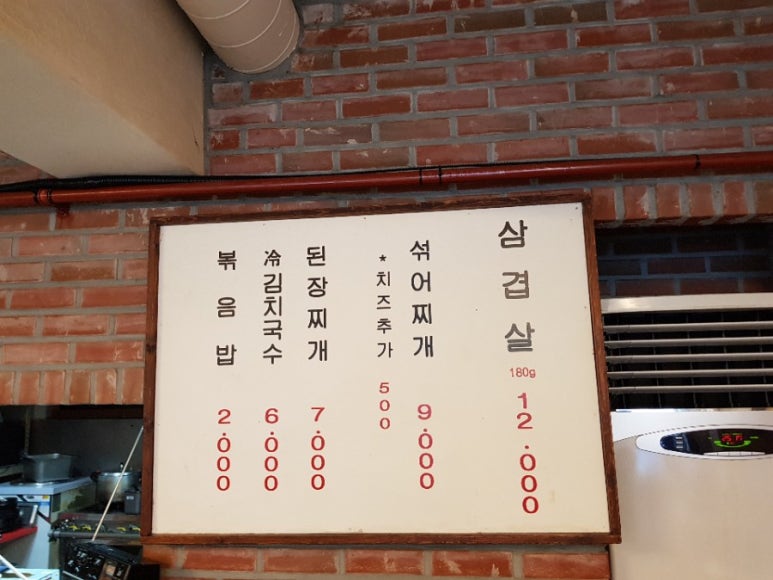 삼겹살
180g
12.000
섞어찌개
9.000
*치즈추가
500
된장찌개
7.000
冷김치국수
6.000
볶음밥
2.000